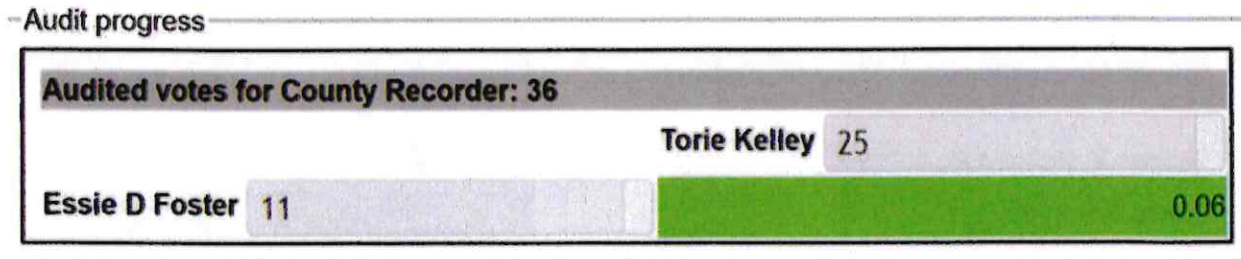 Audit progress
Audited votes for County Recorder: 36
Torie Kelley 25
Essie D Foster 11 0.06